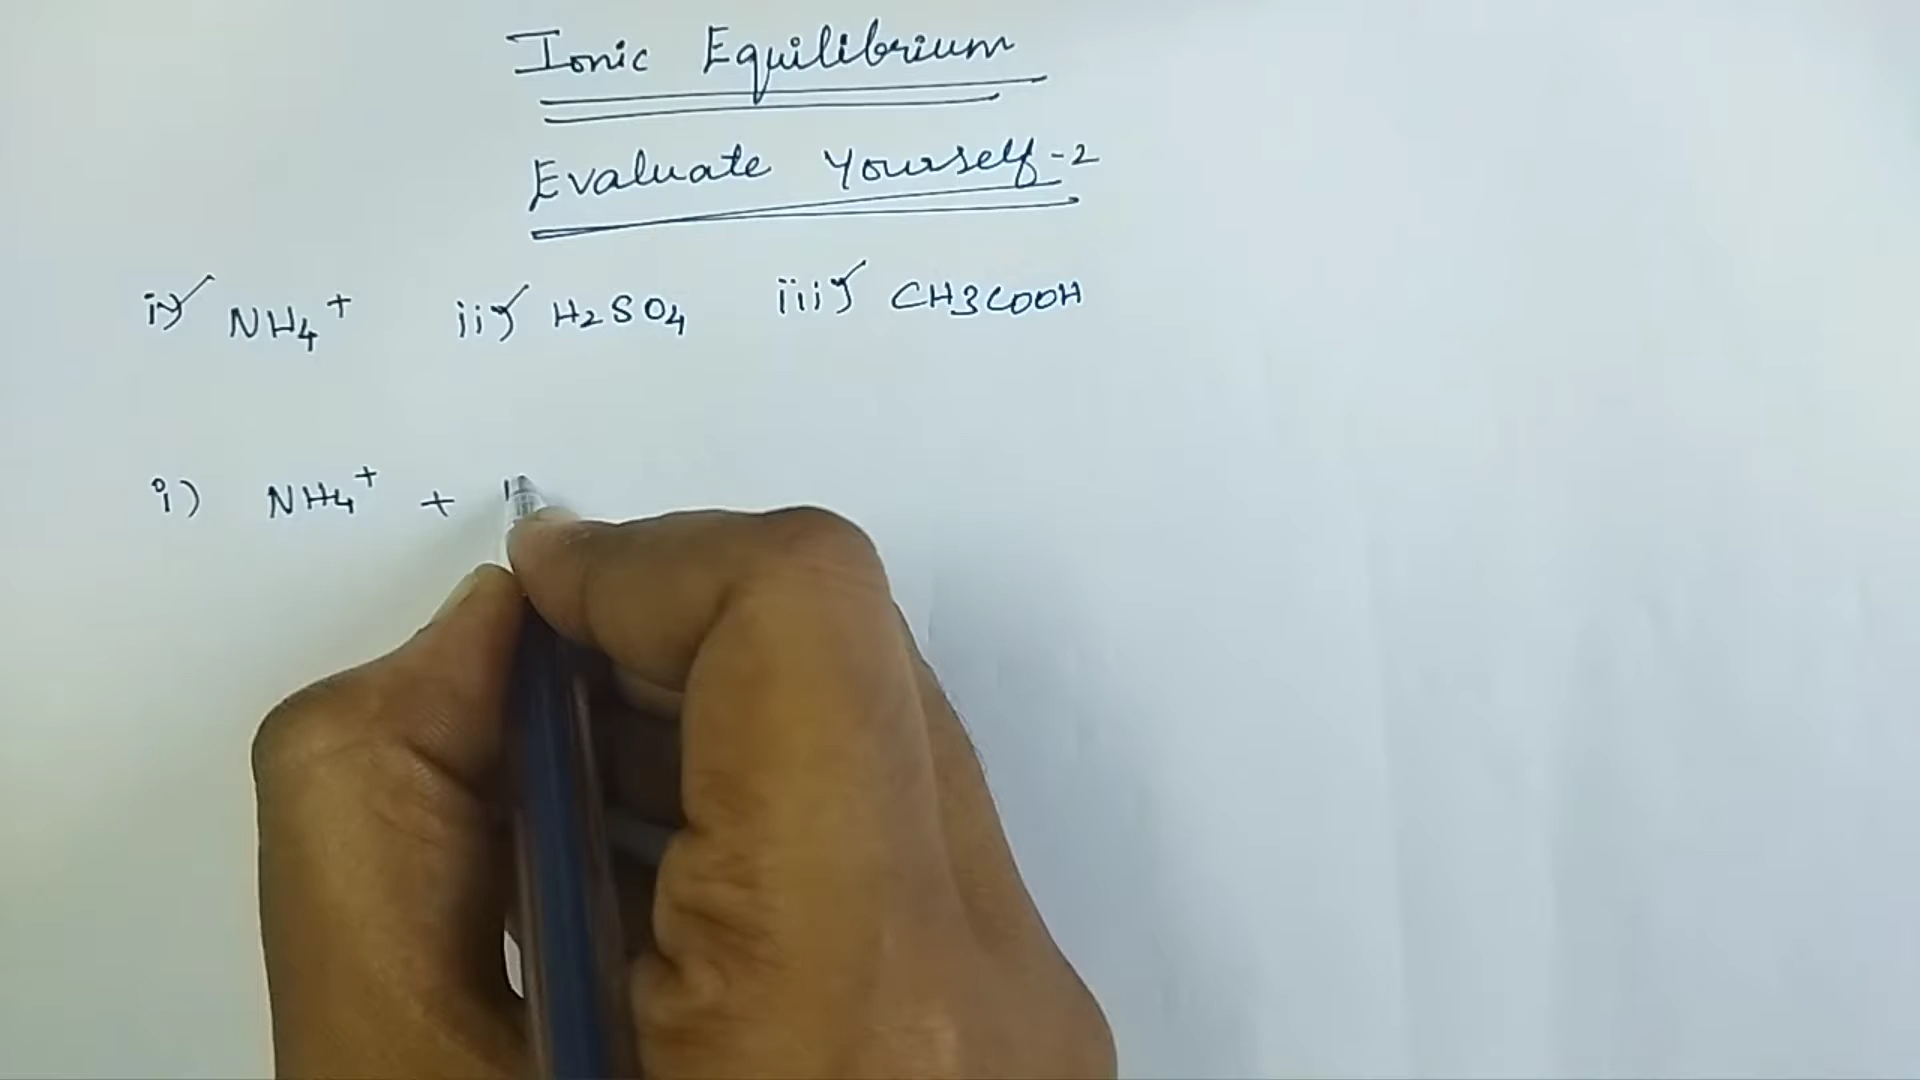 Ionic Equilibrium
Evaluate Yourself-2
i) NH4+ ii) H2SO4 iii) CH3COOH
i) NH4+ +